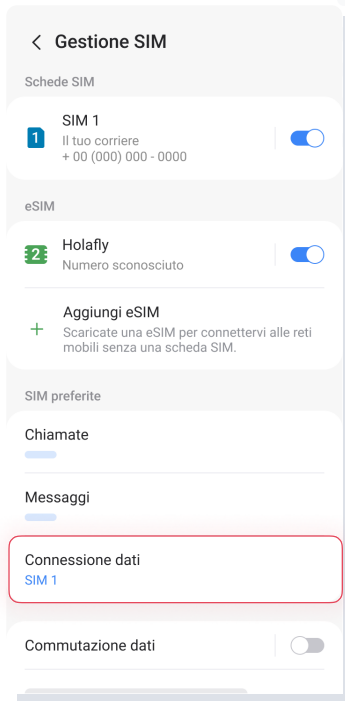 Gestione SIM
Schede SIM
1
SIM 1
Il tuo corriere
+ 00 (000) 000 - 0000
eSIM
2
Holafly
Numero sconosciuto
Aggiungi eSIM
Scaricate una eSIM per connettervi alle reti
mobili senza una scheda SIM.
SIM preferite
Chiamate
Messaggi
Connessione dati
SIM 1
Commutazione dati